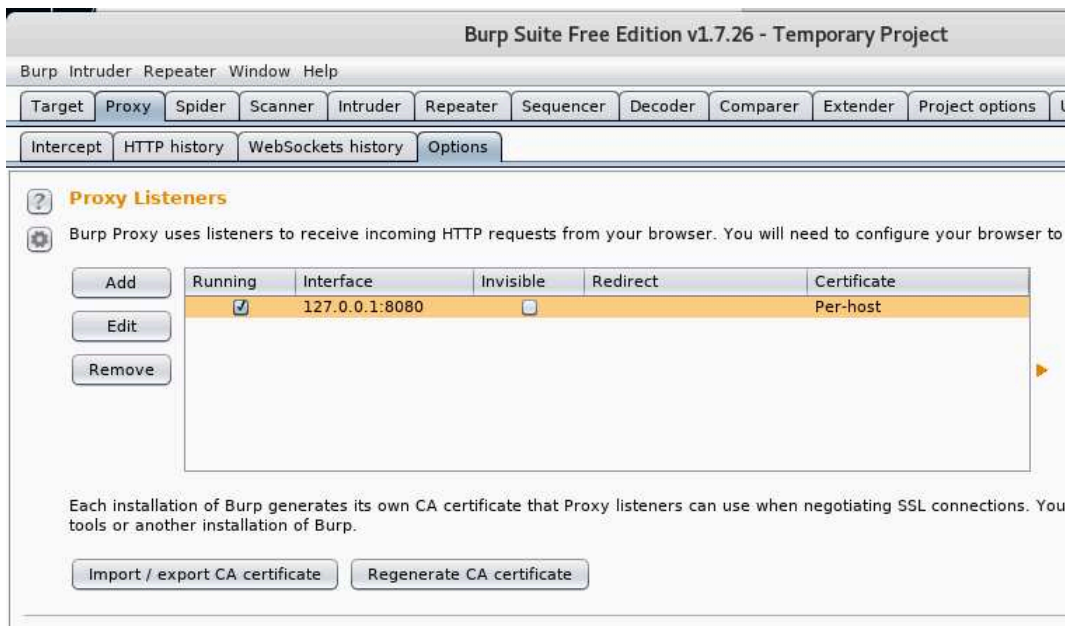 Burp Suite Free Edition v1.7.26 - Temporary Project
Burp Intruder Repeater Window Help
Target Proxy Spider Scanner Intruder Repeater Sequencer Decoder Comparer Extender Project options
Intercept HTTP history WebSockets history Options
? Proxy Listeners
Burp Proxy uses listeners to receive incoming HTTP requests from your browser. You will need to configure your browser to
Add Running Interface Invisible Redirect Certificate
127.0.0.1:8080 Per-host
Edit
Remove
Each installation of Burp generates its own CA certificate that Proxy listeners can use when negotiating SSL connections. You
tools or another installation of Burp.
Import / export CA certificate Regenerate CA certificate